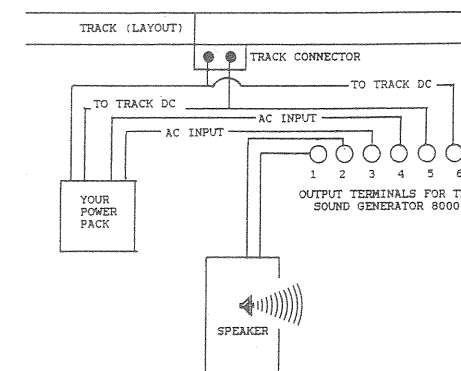 TRACK (LAYOUT)
TRACK CONNECTOR
TO TRACK DC
TO TRACK DC
AC INPUT
AC INPUT
1 2 3 4 5 6
YOUR
POWER
PACK
OUTPUT TERMINALS FOR
SOUND GENERATOR 8000
SPEAKER